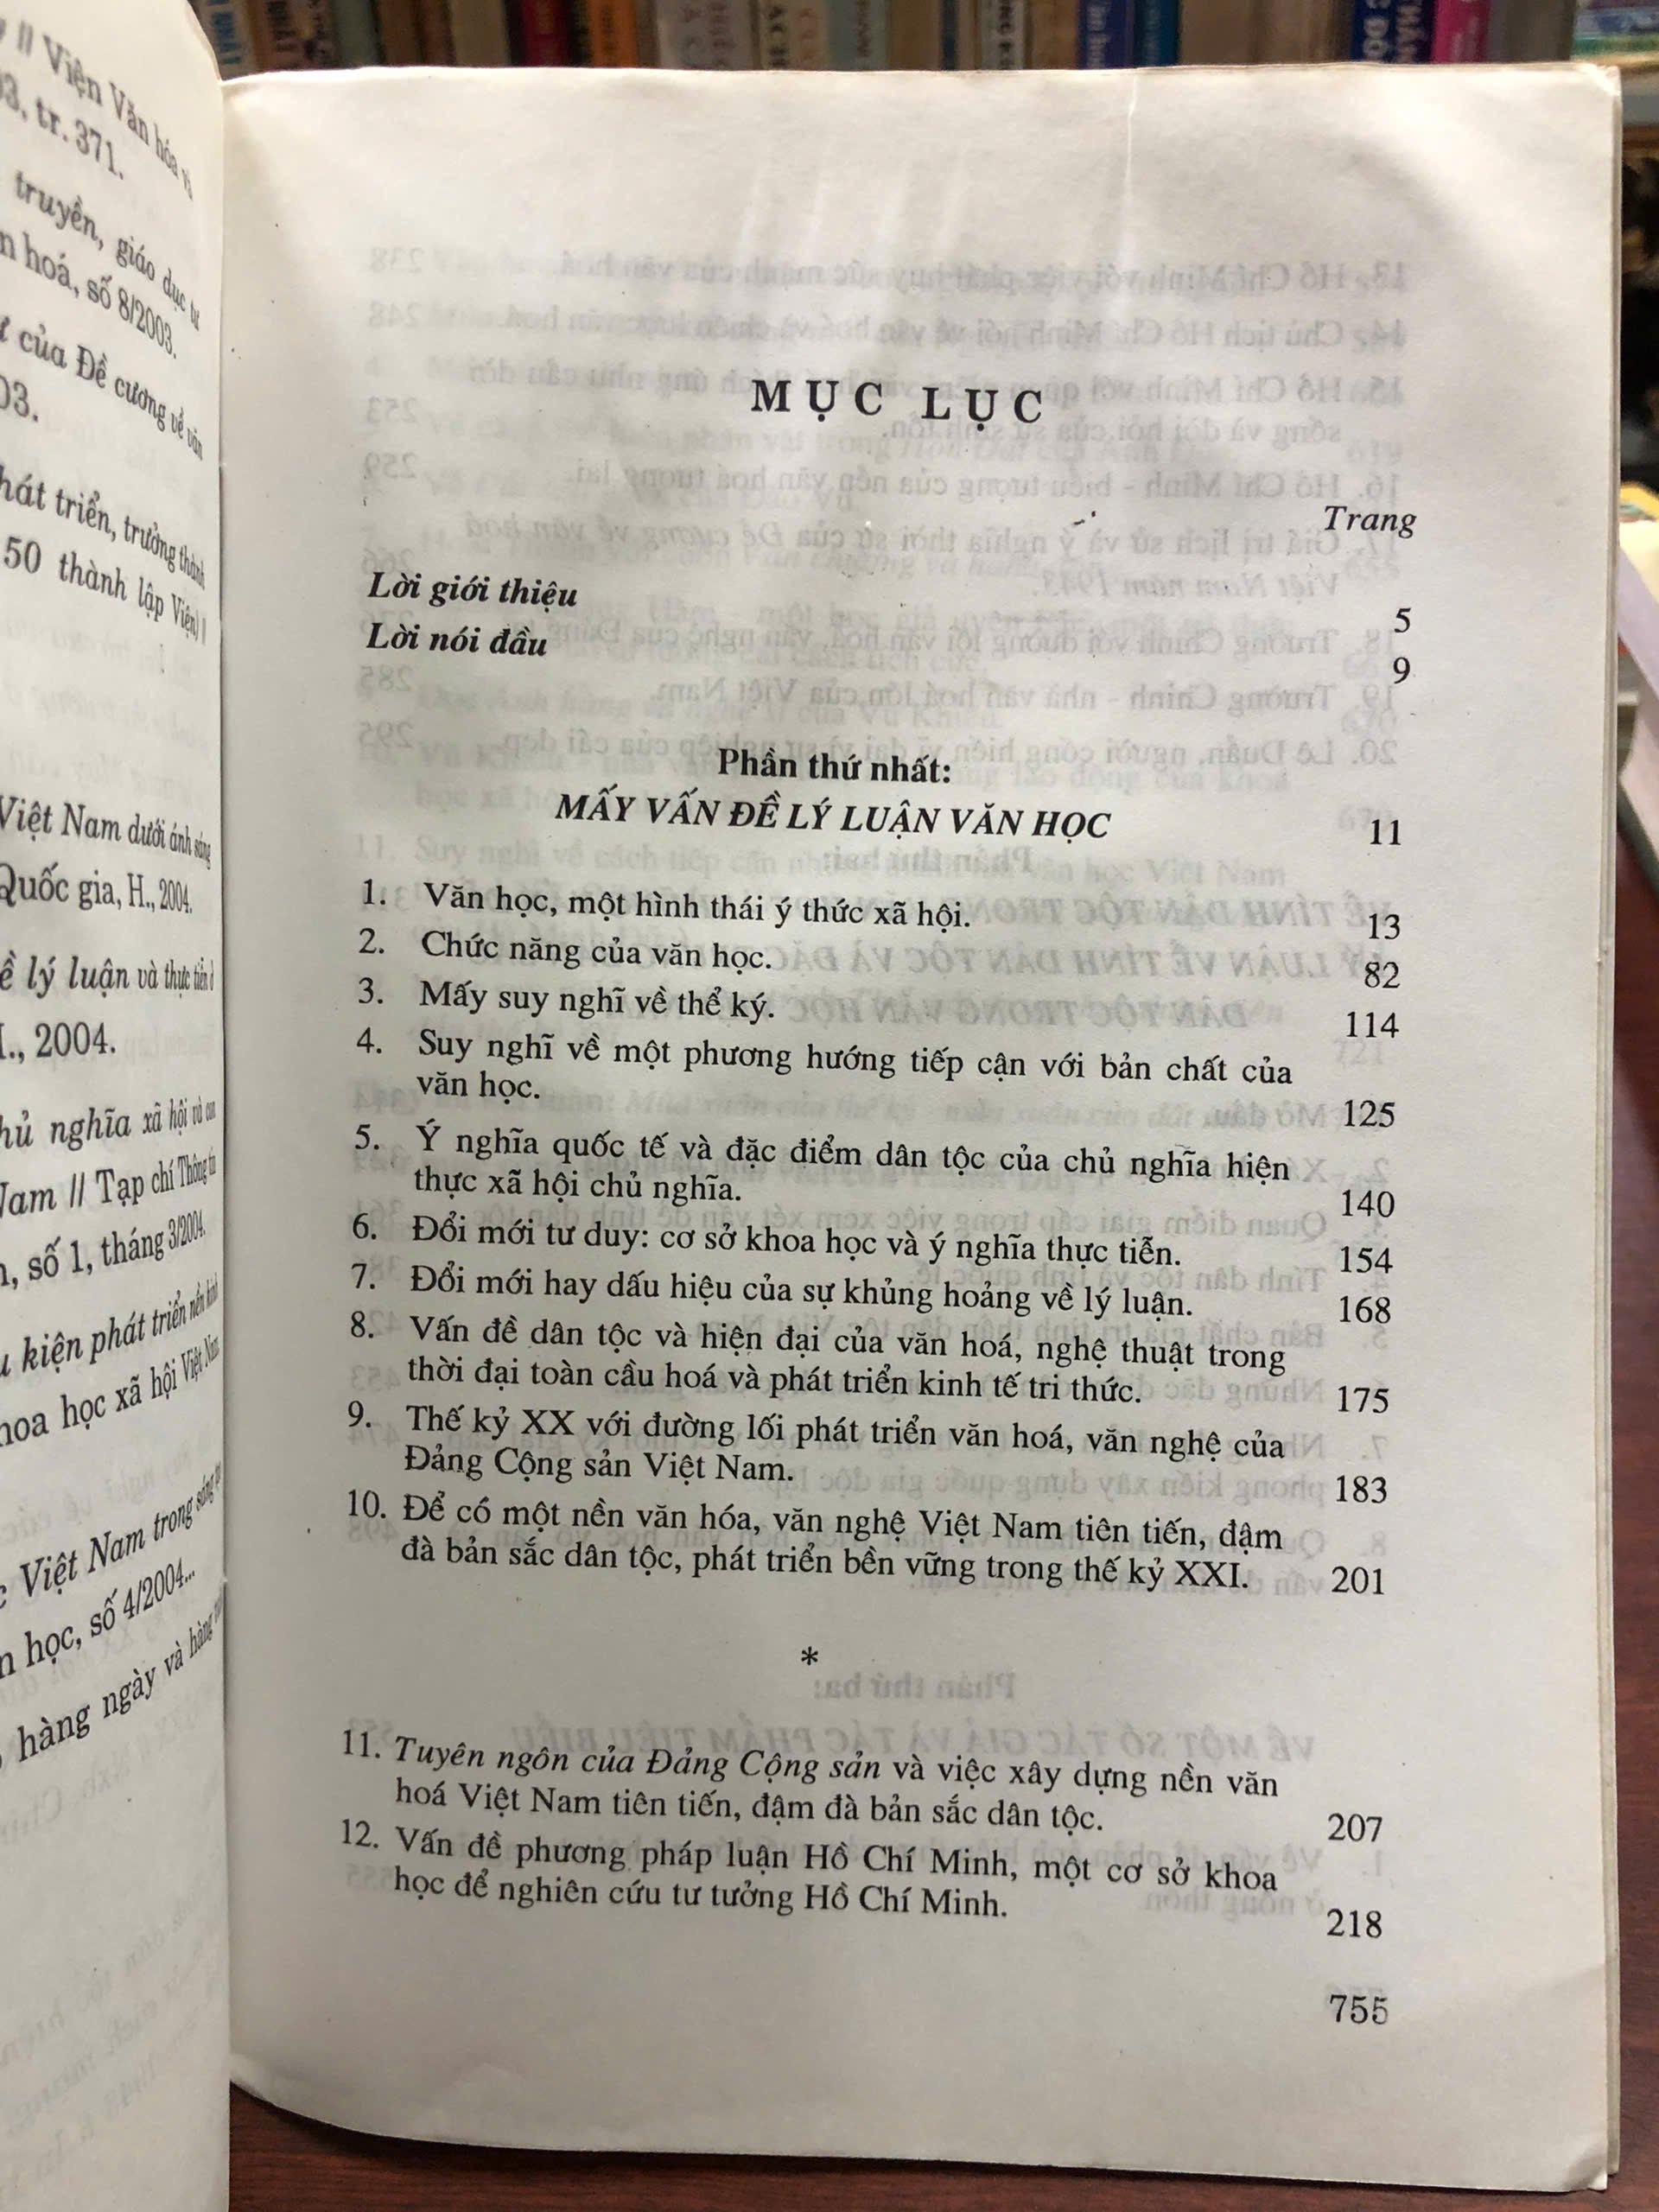 // Viện Văn hóa
tr. 371.
truyền, giáo dục tư
hoá, số 8/2003.
của Đề cương về văn
03.
phát triển, trưởng thành
50 thành lập Viện) //
Việt Nam dưới ánh sáng
Quốc gia, H., 2004.
lý luận và thực tiễn
2004.
nghĩa xã hội và con
Nam // Tạp chí Thông tin
số 1, tháng 3/2004.
kiện phát triển nền kinh
khoa học xã hội Việt Nam
Việt Nam trong sáng
học, số 4/2004...
hàng ngày và hàng
MỤC LỤC
Trang
Lời giới thiệu 5
Lời nói đầu 9
Phần thứ nhất:
MẤY VẤN ĐỀ LÝ LUẬN VĂN HỌC 11
1. Văn học, một hình thái ý thức xã hội. 13
2. Chức năng của văn học. 82
3. Mấy suy nghĩ về thể ký. 114
4. Suy nghĩ về một phương hướng tiếp cận với bản chất của
văn học. 125
5. Ý nghĩa quốc tế và đặc điểm dân tộc của chủ nghĩa hiện
thực xã hội chủ nghĩa. 140
6. Đổi mới tư duy: cơ sở khoa học và ý nghĩa thực tiễn. 154
7. Đổi mới hay dấu hiệu của sự khủng hoảng về lý luận. 168
8. Vấn đề dân tộc và hiện đại của văn hoá, nghệ thuật trong
thời đại toàn cầu hoá và phát triển kinh tế tri thức. 175
9. Thế kỷ XX với đường lối phát triển văn hoá, văn nghệ của
Đảng Cộng sản Việt Nam. 183
10. Để có một nền văn hóa, văn nghệ Việt Nam tiên tiến, đậm
đà bản sắc dân tộc, phát triển bền vững trong thế kỷ XXI. 201
*
11. Tuyên ngôn của Đảng Cộng sản và việc xây dựng nền văn
hoá Việt Nam tiên tiến, đậm đà bản sắc dân tộc. 207
12. Vấn đề phương pháp luận Hồ Chí Minh, một cơ sở khoa
học để nghiên cứu tư tưởng Hồ Chí Minh. 218
755